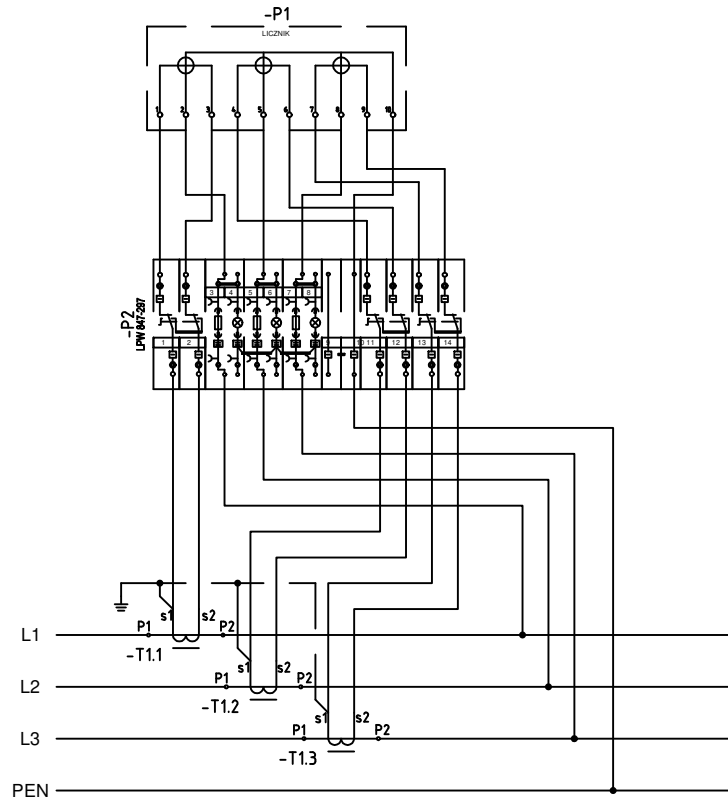 -P1
LICZNIK
1 2 3 4 5 6 7 8 9 10
-P2
LPW 847-297
3 4 5 6 7 8
1 2 9 10 11 12 13 14
s1 s2
L1 P1 P2
-T1.1
s1 s2
L2 P1 P2
-T1.2
s1 s2
L3 P1 P2
-T1.3
PEN